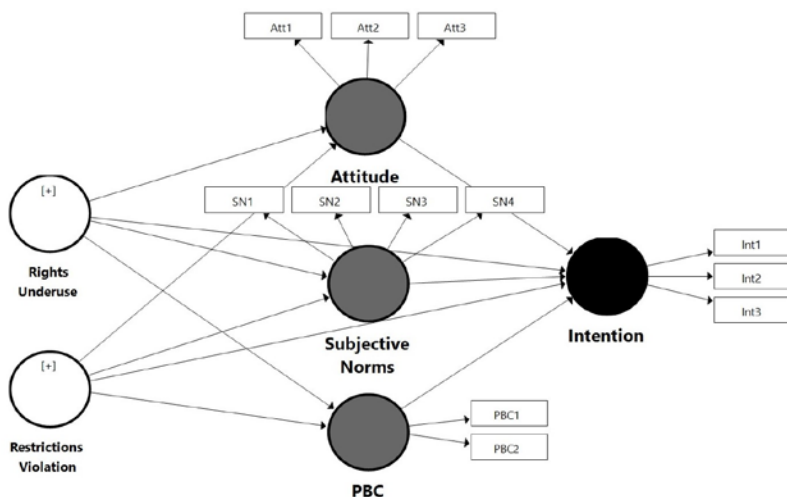 Att1
Att2
Att3
Attitude
[+]
Rights
Underuse
SN1
SN2
SN3
SN4
Subjective
Norms
Int1
Int2
Int3
Intention
[+]
Restrictions
Violation
PBC1
PBC2
PBC